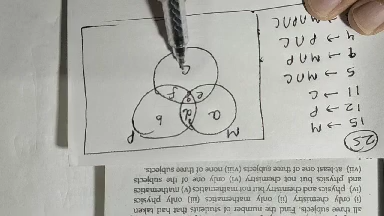 all three subjects. Find the number of students that had taken
(i) only chemistry (ii) only mathematics (iii) only physics
(iv) physics and chemistry but not mathematics (v) mathematics
and physics but not chemistry (vi) only one of the subjects
(vii) at-least one of three subjects (viii) none of three subjects.
25
15 → M
12 → P
11 → C
5 → M∩C
9 → M∩P
4 → P∩C
→ M∩P∩C
M
P
a
b
d
e
f
C